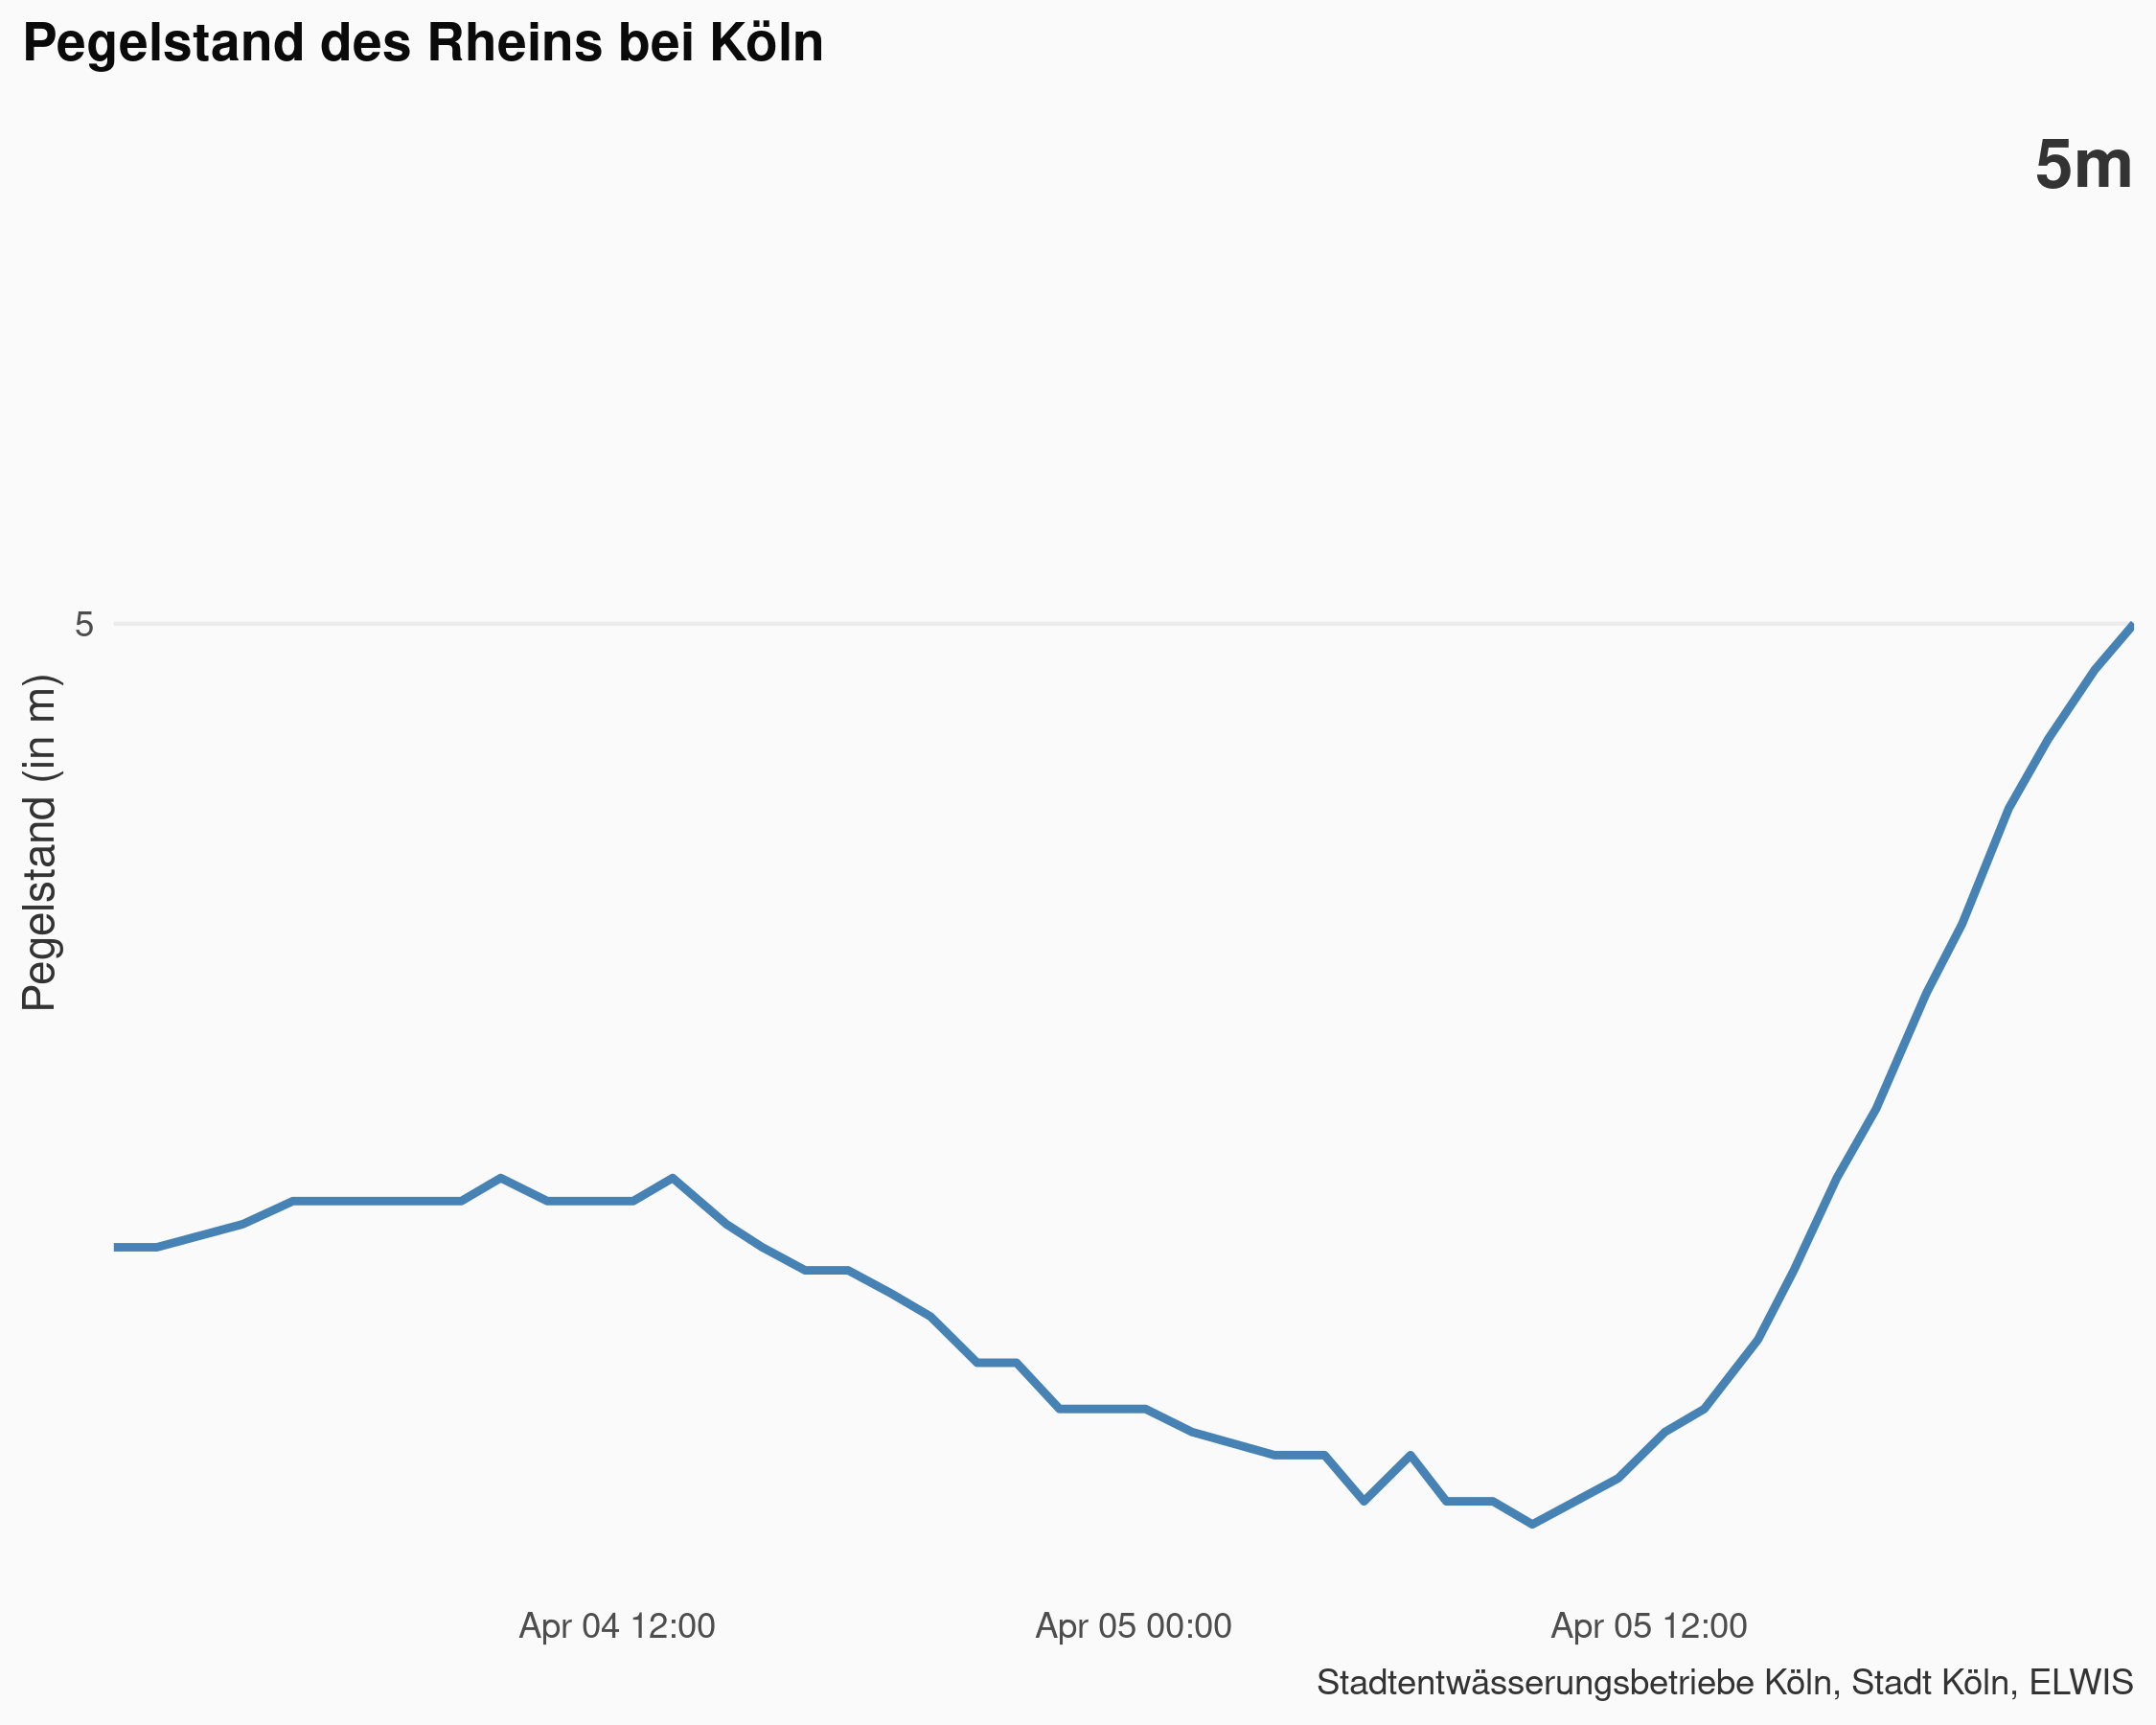 Pegelstand des Rheins bei Köln
5m
5
Pegelstand (in m)
Apr 04 12:00
Apr 05 00:00
Apr 05 12:00
Stadtentwässerungsbetriebe Köln, Stadt Köln, ELWIS